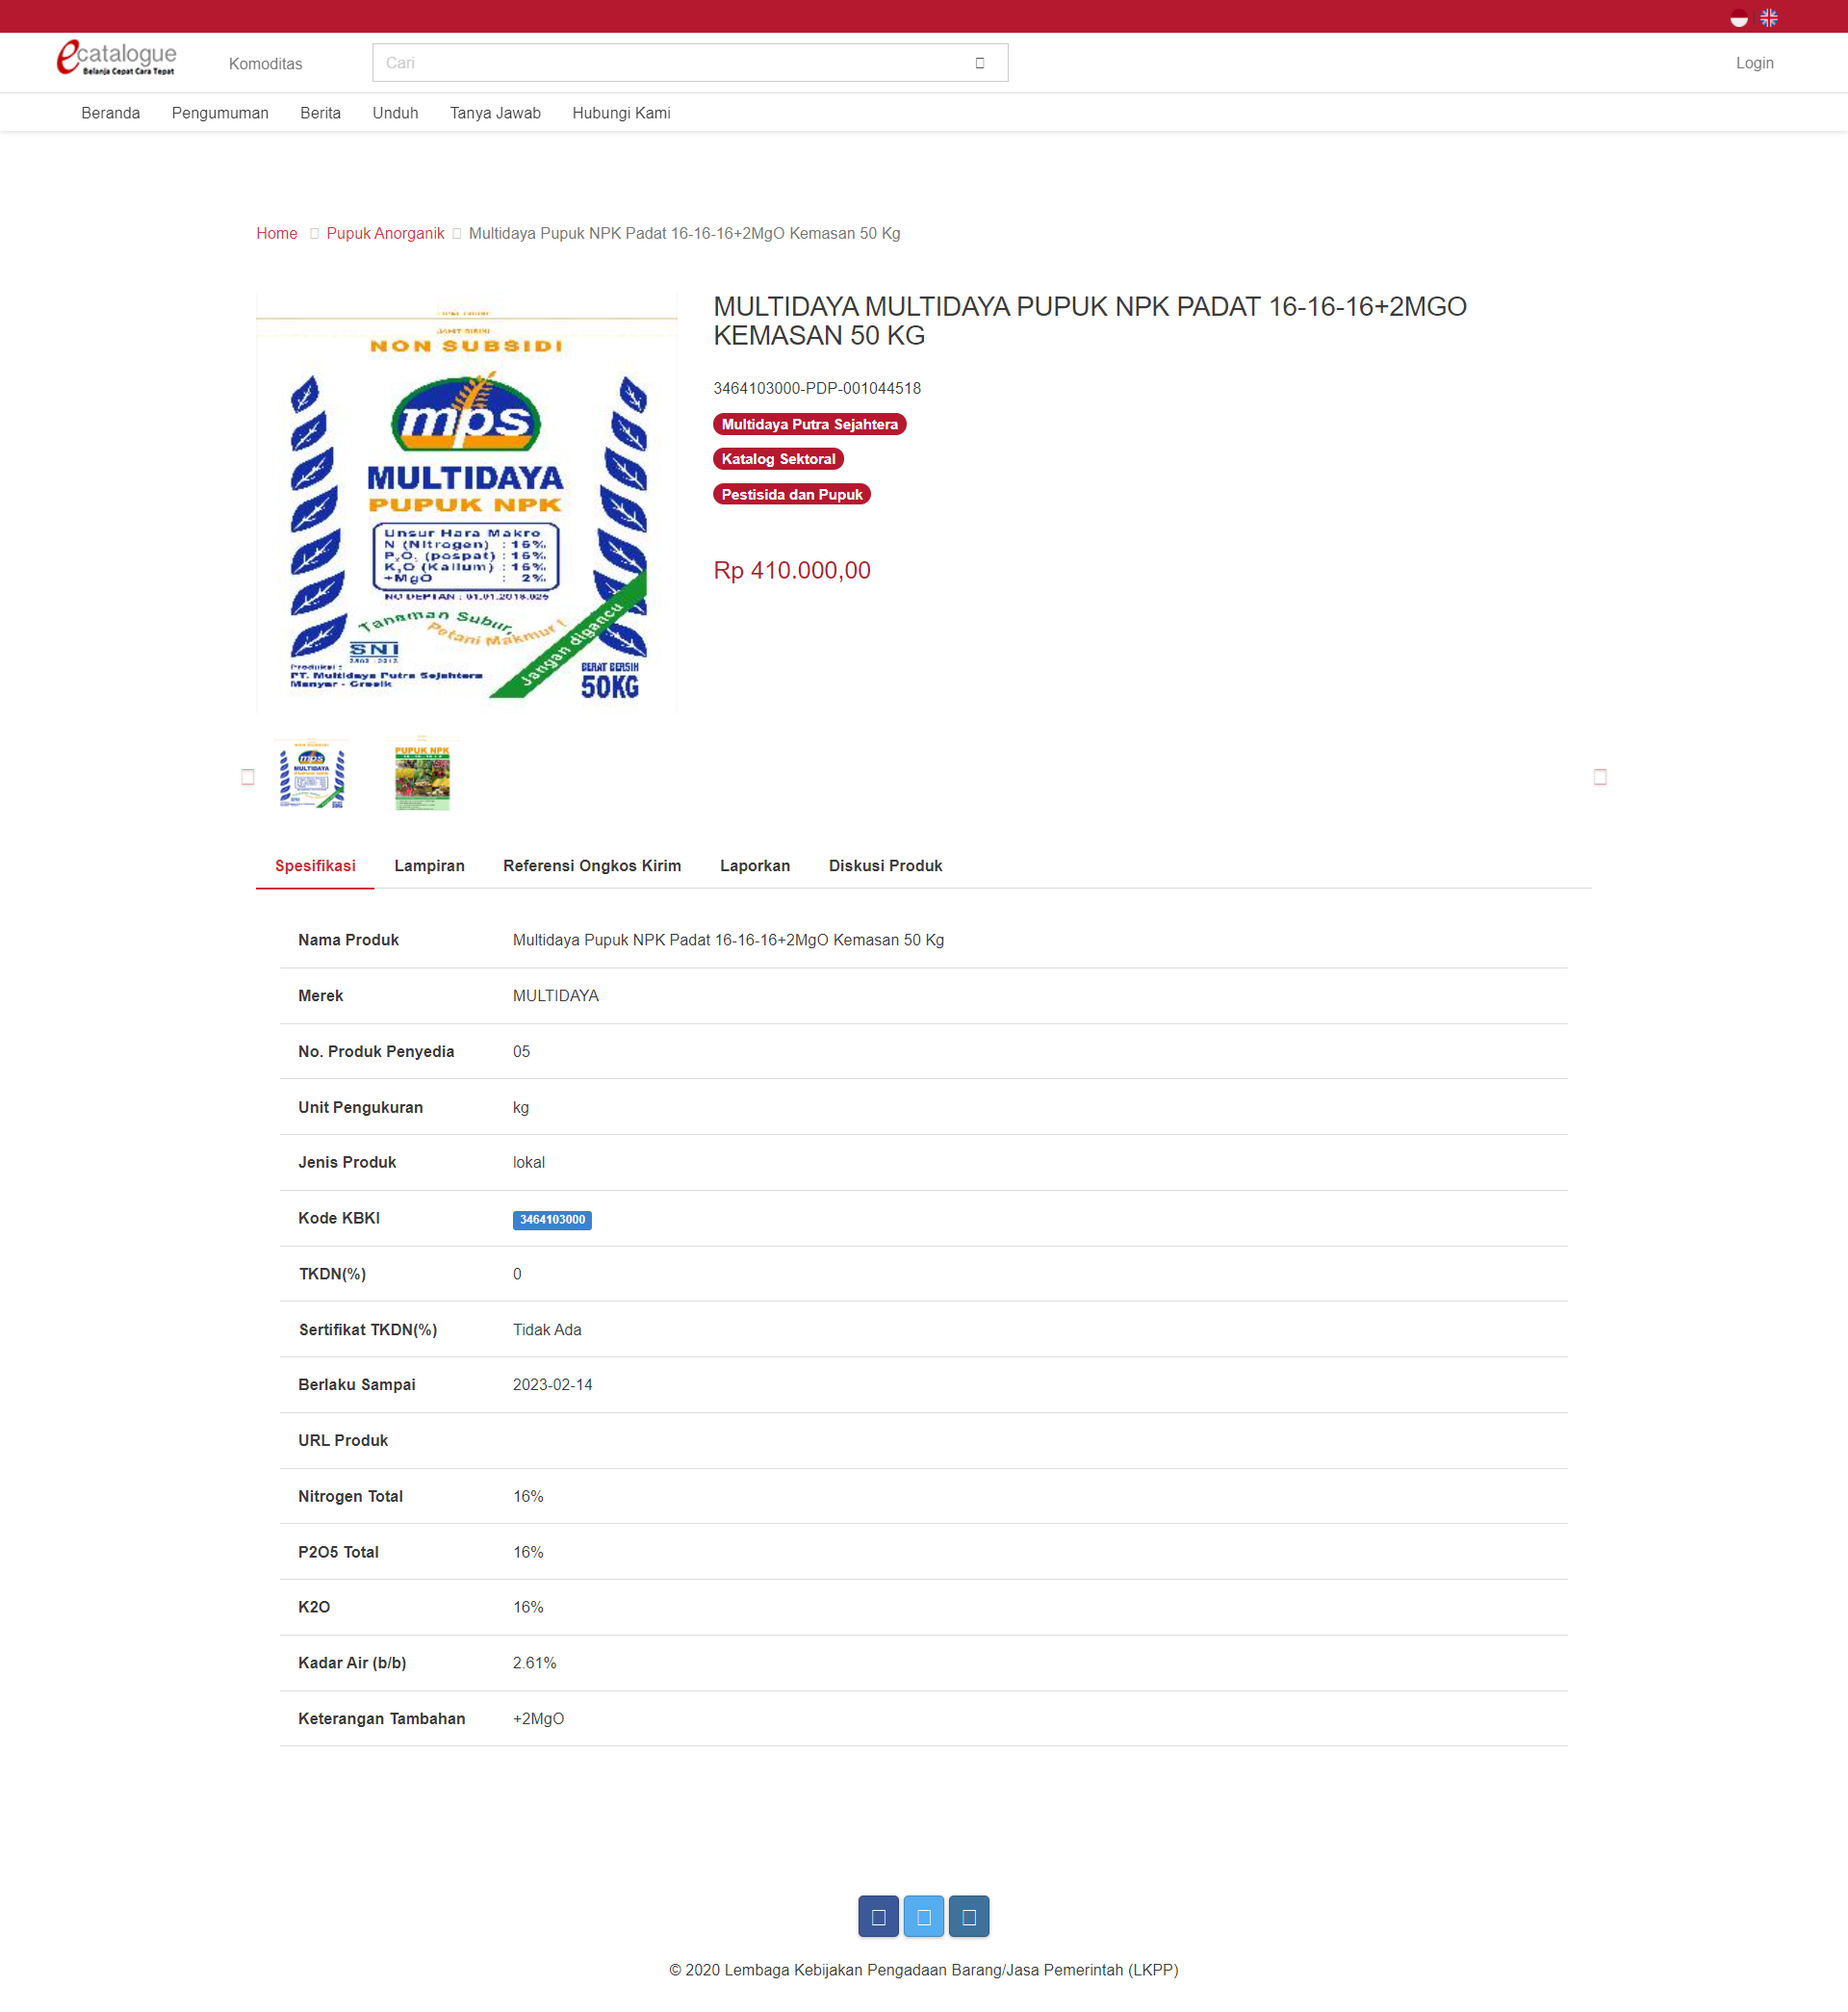 ecatalogue
Belanja Cepat Cara Tepat
Komoditas
Cari
Login
Beranda
Pengumuman
Berita
Unduh
Tanya Jawab
Hubungi Kami
Home Pupuk Anorganik Multidaya Pupuk NPK Padat 16-16-16+2MgO Kemasan 50 Kg
NON SUBSIDI
mps
MULTIDAYA
PUPUK NPK
Unsur Hara Makro
N (Nitrogen) : 16%
P2O5 (pospat) : 16%
K2O (Kalium) : 16%
+MgO : 2%
NO DEPTAN : 01.01.2018.025
Tanaman Subur,
Petani Makmur !
SNI
Jangan digancu
Produksi :
PT. Multidaya Putra Sejahtera
Manyar - Gresik
BERAT BERSIH
50KG
MULTIDAYA MULTIDAYA PUPUK NPK PADAT 16-16-16+2MGO
KEMASAN 50 KG
3464103000-PDP-001044518
Multidaya Putra Sejahtera
Katalog Sektoral
Pestisida dan Pupuk
Rp 410.000,00
mps
MULTIDAYA
PUPUK NPK
PUPUK NPK
Spesifikasi
Lampiran
Referensi Ongkos Kirim
Laporkan
Diskusi Produk
Nama Produk Multidaya Pupuk NPK Padat 16-16-16+2MgO Kemasan 50 Kg
Merek MULTIDAYA
No. Produk Penyedia 05
Unit Pengukuran kg
Jenis Produk lokal
Kode KBKI 3464103000
TKDN(%) 0
Sertifikat TKDN(%) Tidak Ada
Berlaku Sampai 2023-02-14
URL Produk
Nitrogen Total 16%
P2O5 Total 16%
K2O 16%
Kadar Air (b/b) 2.61%
Keterangan Tambahan +2MgO
© 2020 Lembaga Kebijakan Pengadaan Barang/Jasa Pemerintah (LKPP)